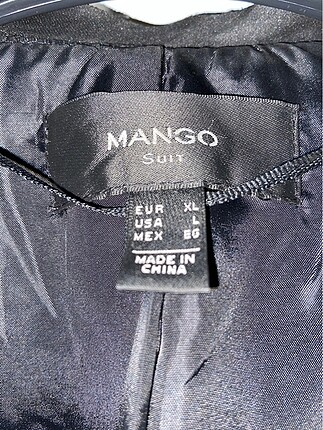 MANGO
SUIT
EUR XL
USA L
MEX EG
MADE IN
CHINA